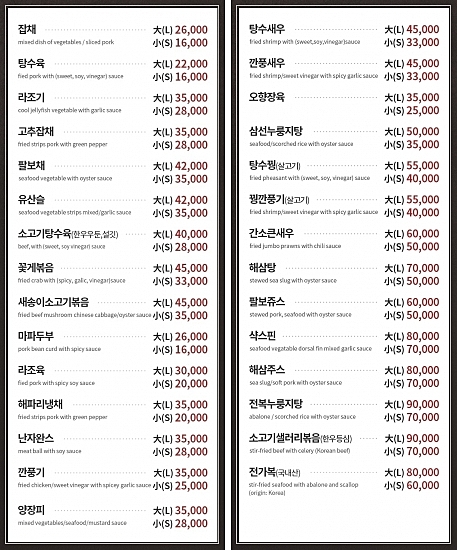 잡채 大(L) 26,000
mixed dish of vegetables / sliced pork 小(S) 16,000
탕수육 大(L) 22,000
fied pork with (sweet, soy, vinegar) sauce 小(S) 16,000
라조기 大(L) 35,000
cool jellyfish vegetable with garlic sauce 小(S) 28,000
고추잡채 大(L) 35,000
fried strips pork with green pepper 小(S) 28,000
팔보채 大(L) 42,000
seafood vegetable with oyster sauce 小(S) 35,000
유산슬 大(L) 42,000
seafood vegetable strips mixed/garlic sauce 小(S) 35,000
소고기탕수육(한우우둔,설깃) 大(L) 40,000
beef, with (sweet, soy vinegar) sauce 小(S) 28,000
꽃게볶음 大(L) 45,000
fried crab with (spicy, galic, vinegar)sauce 小(S) 33,000
새송이소고기볶음 大(L) 45,000
fried beef mushroom chinese cabbage/oyster sauce 小(S) 35,000
마파두부 大(L) 26,000
pork bean curd with spicy sauce 小(S) 16,000
라조육 大(L) 30,000
fied pork with spicy soy sauce 小(S) 20,000
해파리냉채 大(L) 35,000
fried strips pork with green pepper 小(S) 20,000
난자완스 大(L) 35,000
meat ball with soy sauce 小(S) 28,000
깐풍기 大(L) 35,000
fried chicken/sweet vinegar with spicey garlic sauce 小(S) 25,000
양장피 大(L) 35,000
mixed vegetables/seafood/mustard sauce 小(S) 28,000
탕수새우 大(L) 45,000
fried shrimp with (sweet,soy,vinegar)sauce 小(S) 33,000
깐풍새우 大(L) 45,000
fried shrimp/sweet vinegar with spicy garlic sauce 小(S) 33,000
오향장육 大(L) 35,000
小(S) 25,000
삼선누룽지탕 大(L) 50,000
seafood/scorched rice with oyster sauce 小(S) 35,000
탕수꿩(살고기) 大(L) 55,000
fried pheasant with (sweet, soy, vinegar) sauce 小(S) 40,000
꿩깐풍기(살고기) 大(L) 55,000
fried shrimp/sweet vinegar with spicy garlic sauce 小(S) 40,000
간소큰새우 大(L) 60,000
fried jumbo prawns with chili sauce 小(S) 50,000
해삼탕 大(L) 70,000
stewed sea slug with oyster sauce 小(S) 50,000
팔보쥬스 大(L) 60,000
stewed pork, seafood with oyster sauce 小(S) 50,000
샥스핀 大(L) 80,000
seafood vegatable dorsal fin mixed garlic sauce 小(S) 70,000
해삼주스 大(L) 80,000
sea slug/soft pork with oyster sauce 小(S) 70,000
전복누룽지탕 大(L) 90,000
abalone / scorched rice with oyster sauce 小(S) 70,000
소고기샐러리볶음(한우등심) 大(L) 90,000
stir-fried beef with celery (Korean beef) 小(S) 70,000
전가복(국내산) 大(L) 80,000
stir-fried seafood with abalone and scallop 小(S) 60,000
(origin: Korea)